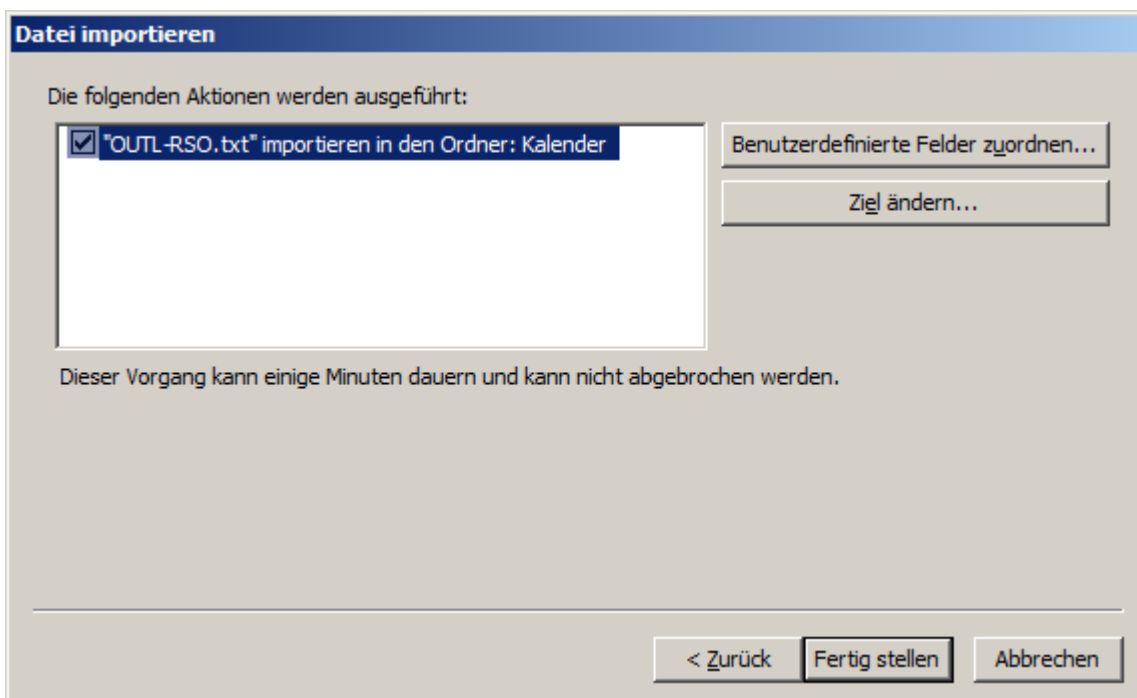 Datei importieren
Die folgenden Aktionen werden ausgeführt:
"OUTL-RSO.txt" importieren in den Ordner: Kalender
Benutzerdefinierte Felder zuordnen...
Ziel ändern...
Dieser Vorgang kann einige Minuten dauern und kann nicht abgebrochen werden.
< Zurück
Fertig stellen
Abbrechen